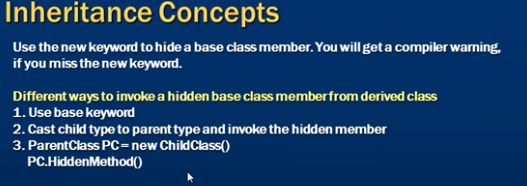 Inheritance Concepts
Use the new keyword to hide a base class member. You will get a compiler warning,
if you miss the new keyword.
Different ways to invoke a hidden base class member from derived class
1. Use base keyword
2. Cast child type to parent type and invoke the hidden member
3. ParentClass PC = new ChildClass()
PC.HiddenMethod()